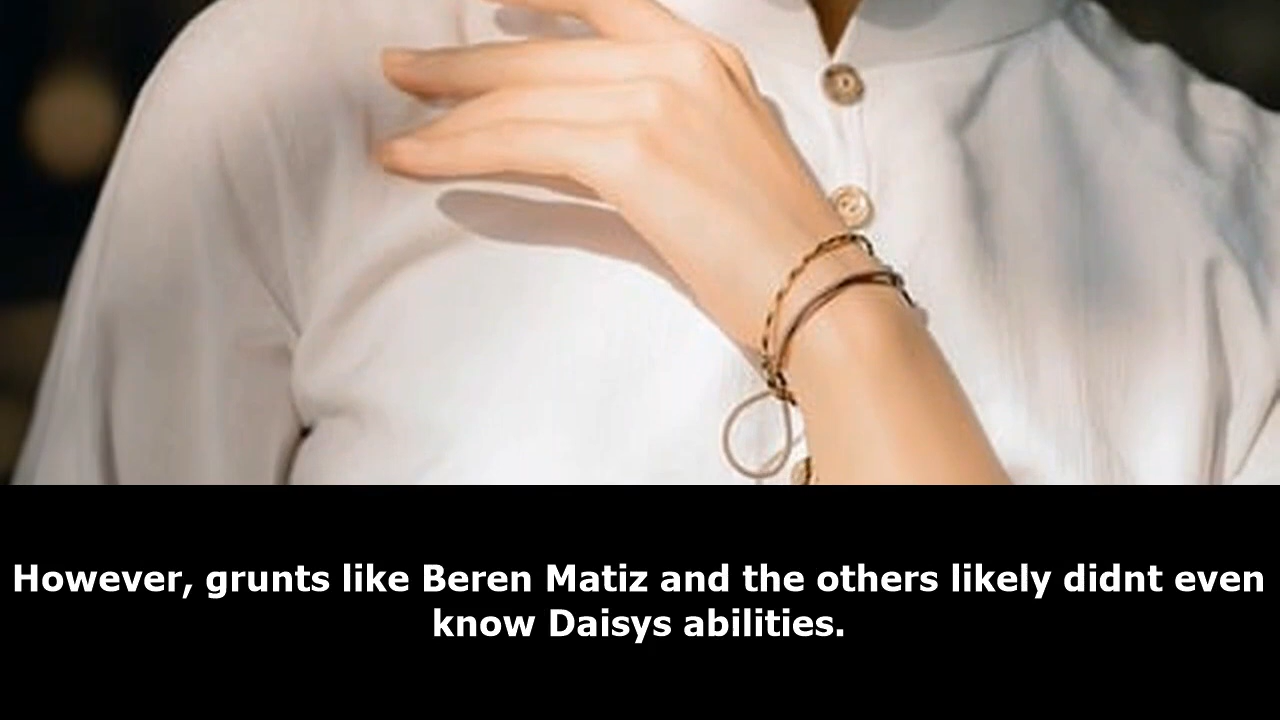 However, grunts like Beren Matiz and the others likely didnt even
know Daisys abilities.